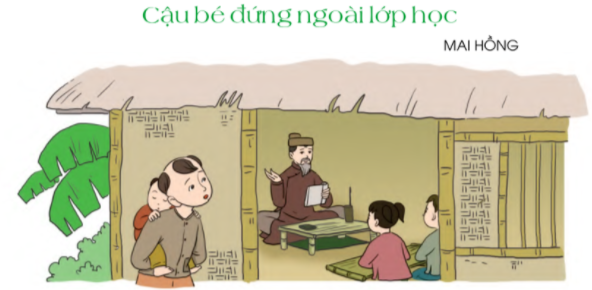 Cậu bé đứng ngoài lớp học
MAI HỒNG